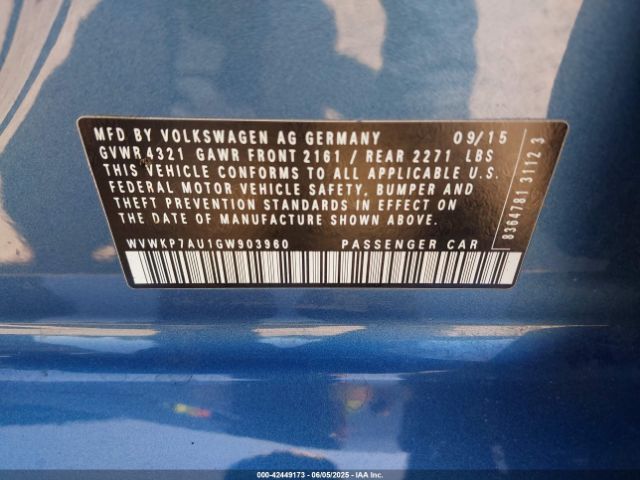 MFD BY VOLKSWAGEN AG GERMANY 09/15
GVWR 4321 GAWR FRONT 2161 / REAR 2271 LBS
THIS VEHICLE CONFORMS TO ALL APPLICABLE U.S.
FEDERAL MOTOR VEHICLE SAFETY, BUMPER AND
THEFT PREVENTION STANDARDS IN EFFECT ON
THE DATE OF MANUFACTURE SHOWN ABOVE.
WVWKP7AU1GW903960 PASSENGER CAR
8364781 3112 3
000-42449173 - 06/05/2025 - IAA Inc.